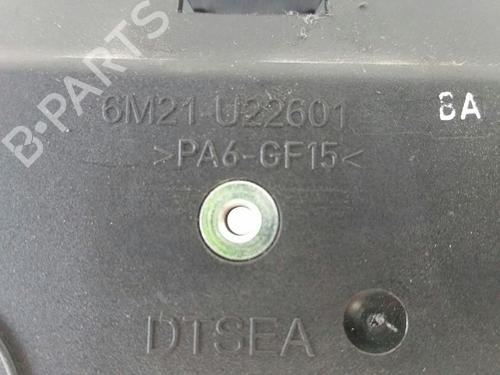 B-PARTS
6M21-U22601 BA
>PA6-GF15<
DTSEA